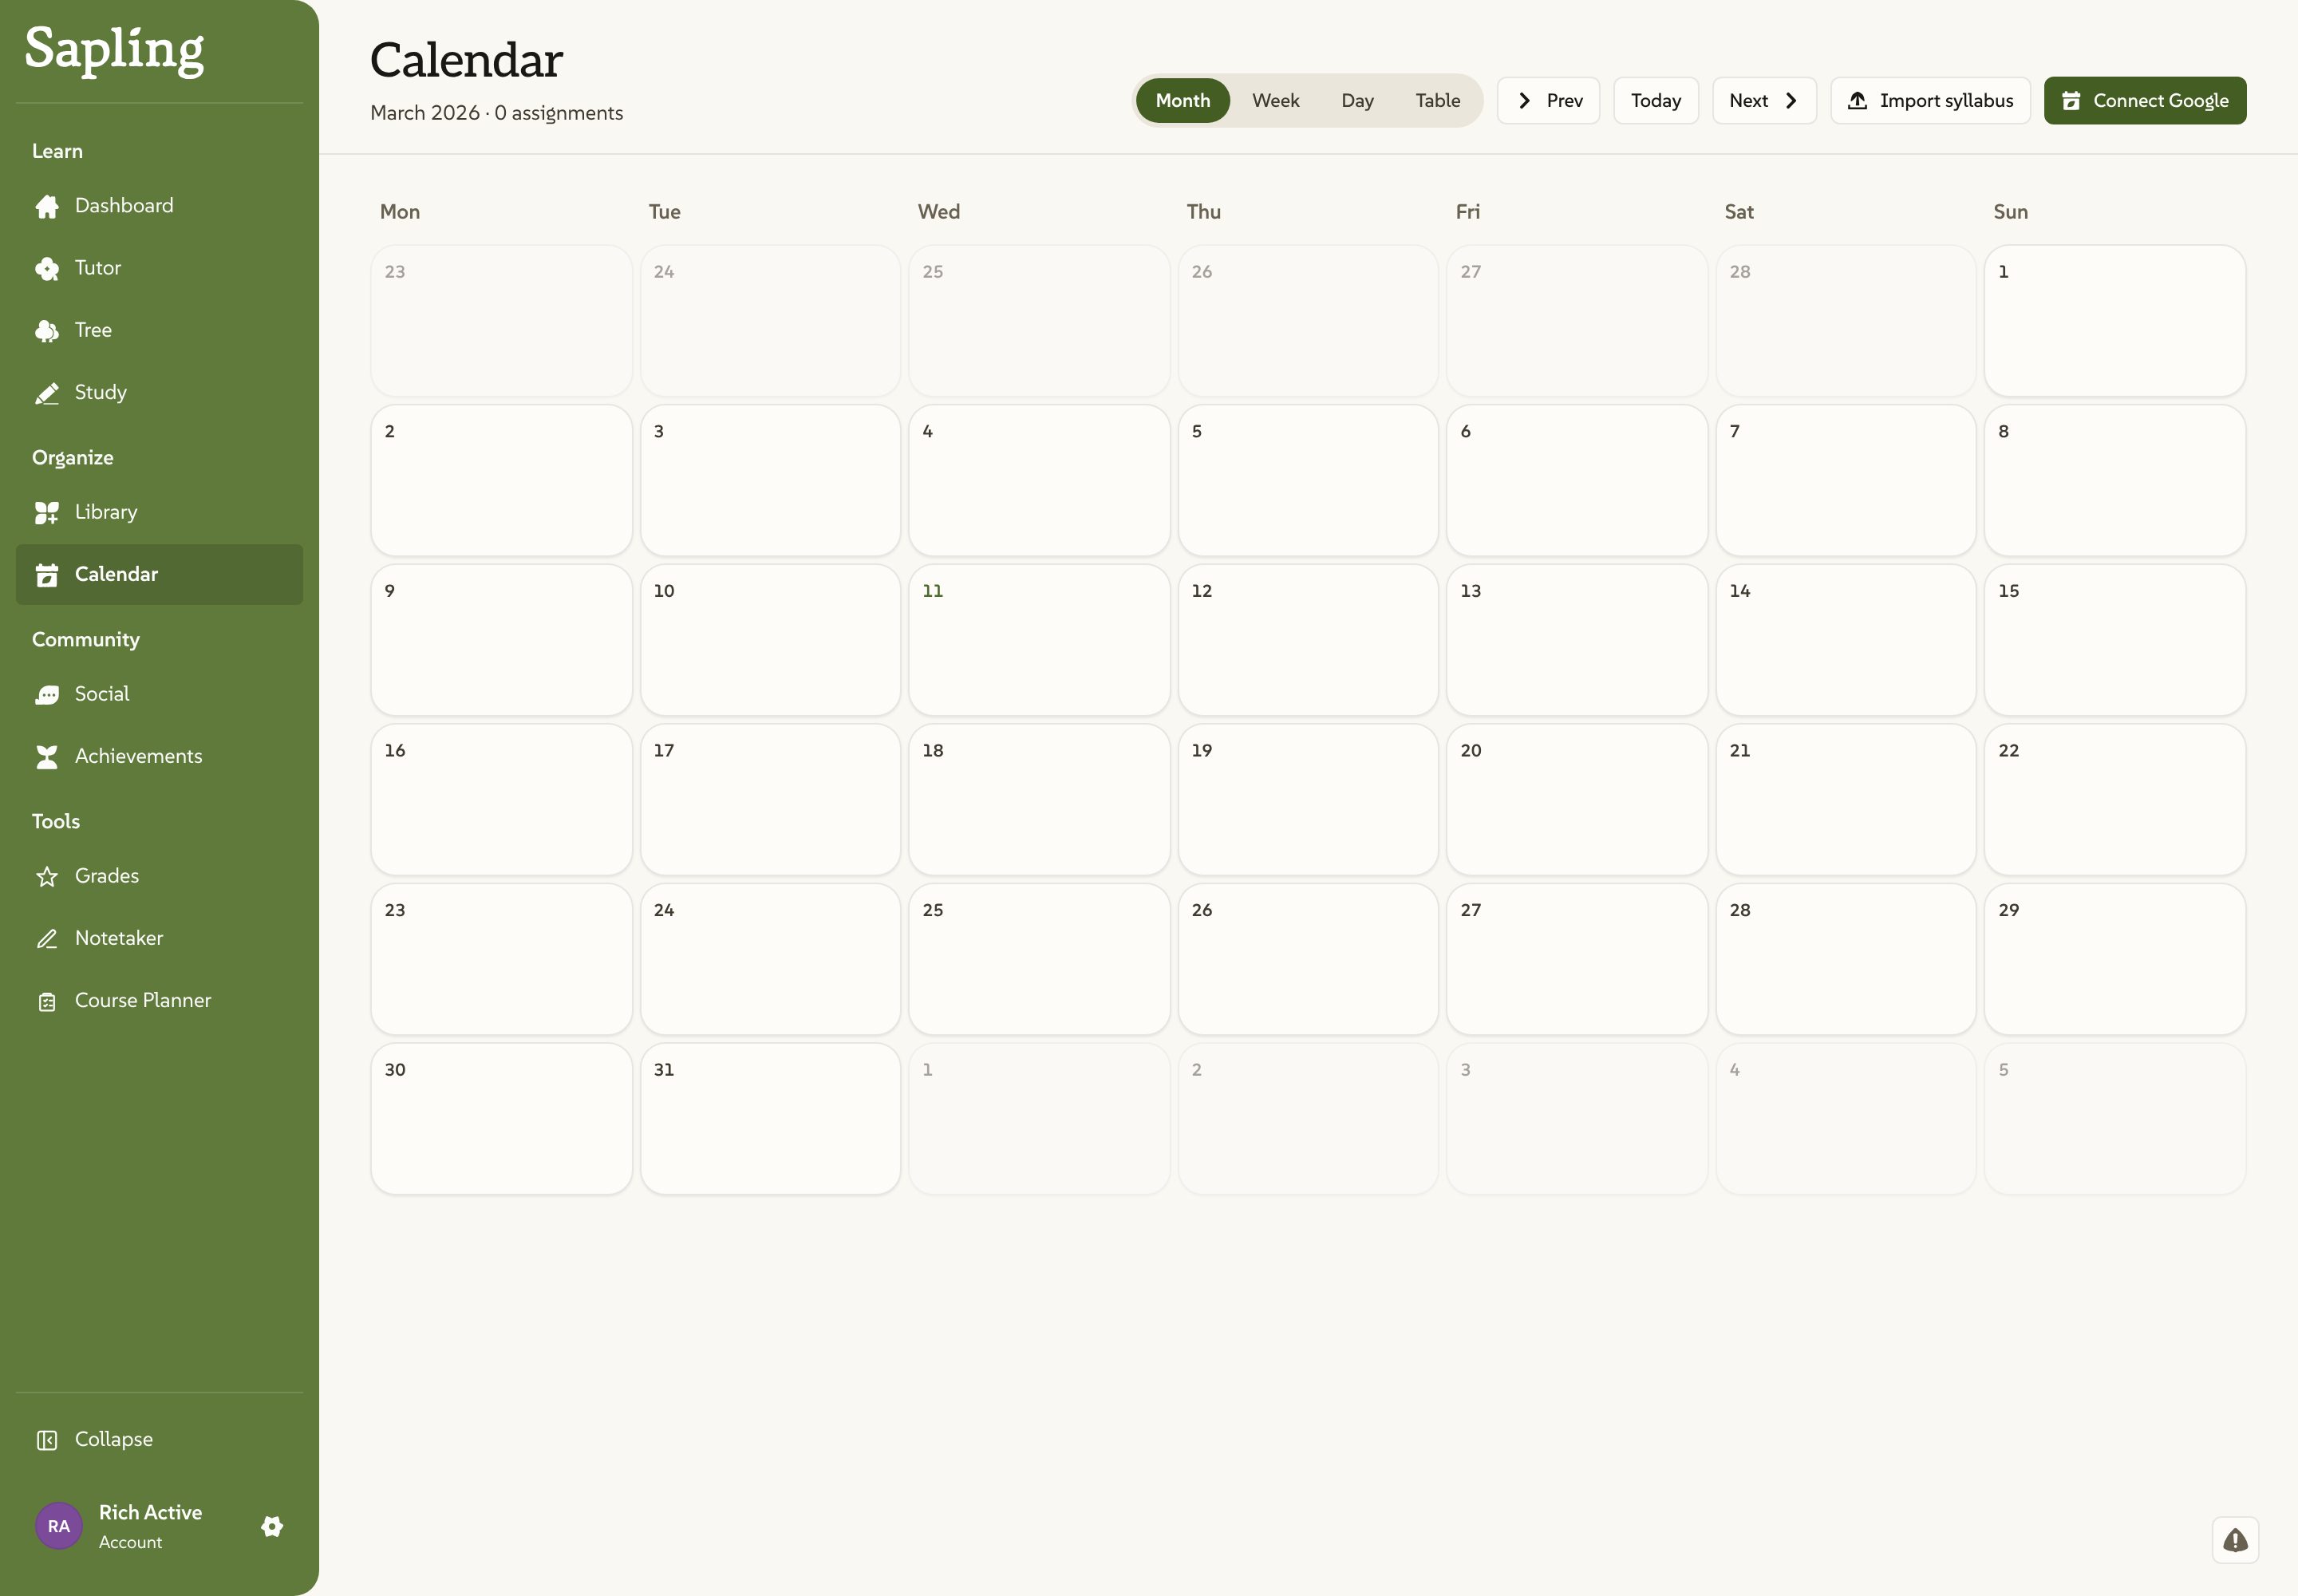 Sapling
Learn
Dashboard
Tutor
Tree
Study
Organize
Library
Calendar
Community
Social
Achievements
Tools
Grades
Notetaker
Course Planner
Collapse
RA
Rich Active
Account
Calendar
March 2026 · 0 assignments
Month Week Day Table Prev Today Next Import syllabus Connect Google
Mon Tue Wed Thu Fri Sat Sun
23 24 25 26 27 28 1
2 3 4 5 6 7 8
9 10 11 12 13 14 15
16 17 18 19 20 21 22
23 24 25 26 27 28 29
30 31 1 2 3 4 5